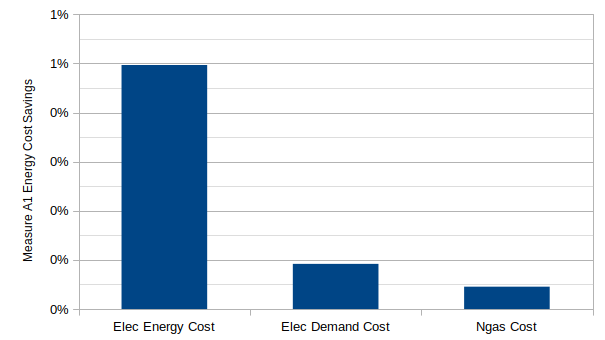 Measure A1 Energy Cost Savings
1%
1%
0%
0%
0%
0%
0%
Elec Energy Cost
Elec Demand Cost
Ngas Cost